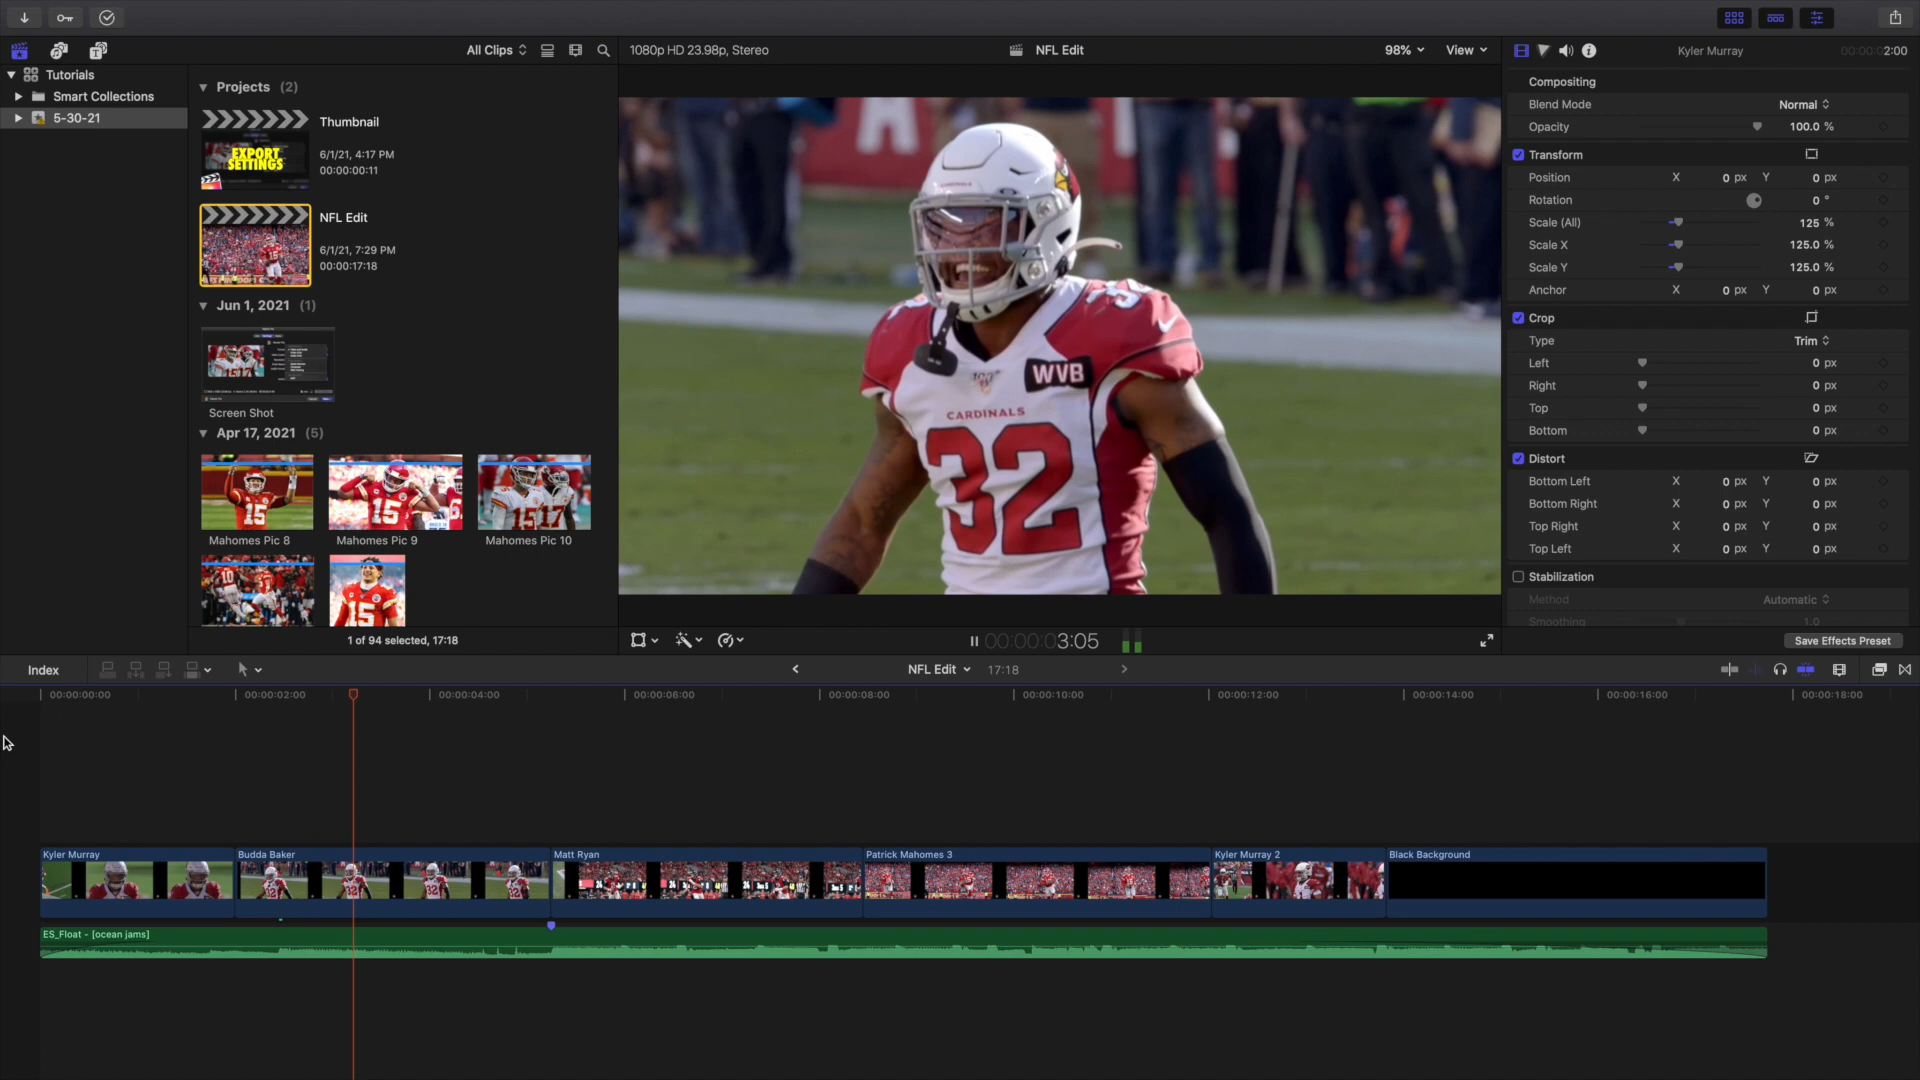 All Clips
1080p HD 23.98p, Stereo
NFL Edit
98%
View
Kyler Murray
00:00:02:00
Tutorials
Smart Collections
5-30-21
Projects (2)
Thumbnail
6/1/21, 4:17 PM
00:00:00:11
EXPORT
SETTINGS
NFL Edit
6/1/21, 7:29 PM
00:00:17:18
Jun 1, 2021 (1)
Screen Shot
Apr 17, 2021 (5)
Mahomes Pic 8
Mahomes Pic 9
Mahomes Pic 10
1 of 94 selected, 17:18
WVB
CARDINALS
32
00:00:03:05
Compositing
Blend Mode
Normal
Opacity
100.0 %
Transform
Position X 0 px Y 0 px
Rotation 0 °
Scale (All) 125 %
Scale X 125.0 %
Scale Y 125.0 %
Anchor X 0 px Y 0 px
Crop
Type Trim
Left 0 px
Right 0 px
Top 0 px
Bottom 0 px
Distort
Bottom Left X 0 px Y 0 px
Bottom Right X 0 px Y 0 px
Top Right X 0 px Y 0 px
Top Left X 0 px Y 0 px
Stabilization
Method Automatic
Smoothing 1.0
Save Effects Preset
Index
NFL Edit
17:18
00:00:00:00
00:00:02:00
00:00:04:00
00:00:06:00
00:00:08:00
00:00:10:00
00:00:12:00
00:00:14:00
00:00:16:00
00:00:18:00
Kyler Murray
Budda Baker
Matt Ryan
Patrick Mahomes 3
Kyler Murray 2
Black Background
ES_Float - [ocean jams]